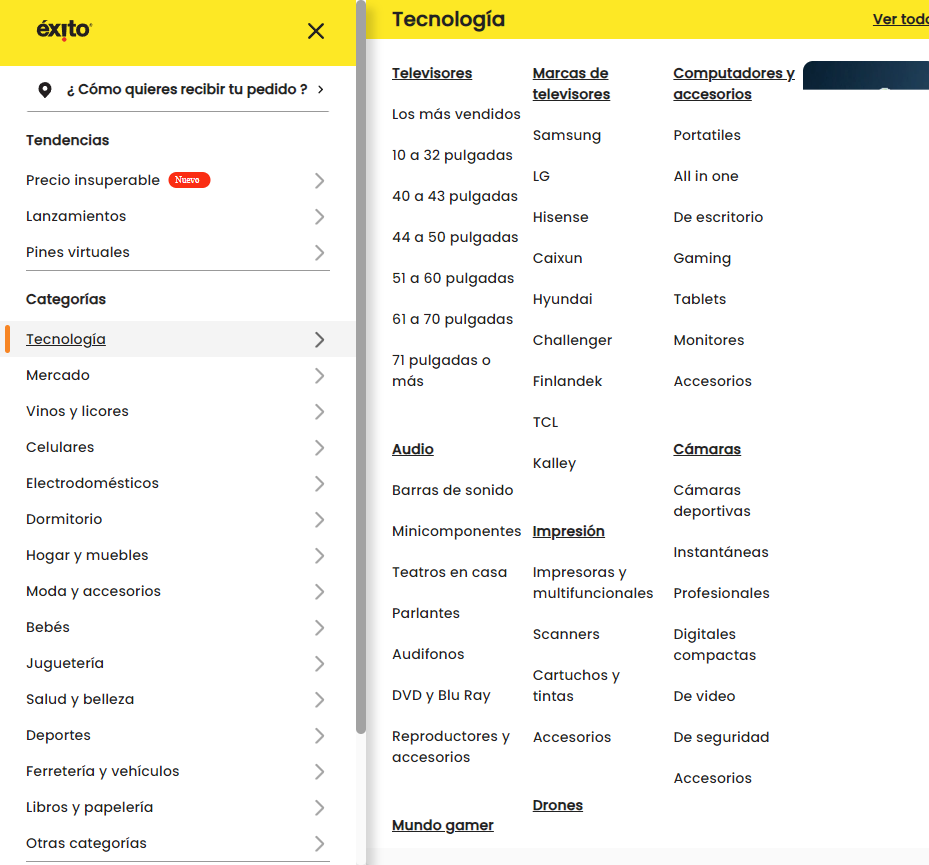 éxito
¿ Cómo quieres recibir tu pedido ?
Tendencias
Precio insuperable Nuevo
Lanzamientos
Pines virtuales
Categorías
Tecnología
Mercado
Vinos y licores
Celulares
Electrodomésticos
Dormitorio
Hogar y muebles
Moda y accesorios
Bebés
Juguetería
Salud y belleza
Deportes
Ferretería y vehículos
Libros y papelería
Otras categorías
Tecnología
Ver todo
Televisores
Los más vendidos
10 a 32 pulgadas
40 a 43 pulgadas
44 a 50 pulgadas
51 a 60 pulgadas
61 a 70 pulgadas
71 pulgadas o
más
Audio
Barras de sonido
Minicomponentes
Teatros en casa
Parlantes
Audifonos
DVD y Blu Ray
Reproductores y
accesorios
Mundo gamer
Marcas de
televisores
Samsung
LG
Hisense
Caixun
Hyundai
Challenger
Finlandek
TCL
Kalley
Impresión
Impresoras y
multifuncionales
Scanners
Cartuchos y
tintas
Accesorios
Drones
Computadores y
accesorios
Portatiles
All in one
De escritorio
Gaming
Tablets
Monitores
Accesorios
Cámaras
Cámaras
deportivas
Instantáneas
Profesionales
Digitales
compactas
De video
De seguridad
Accesorios